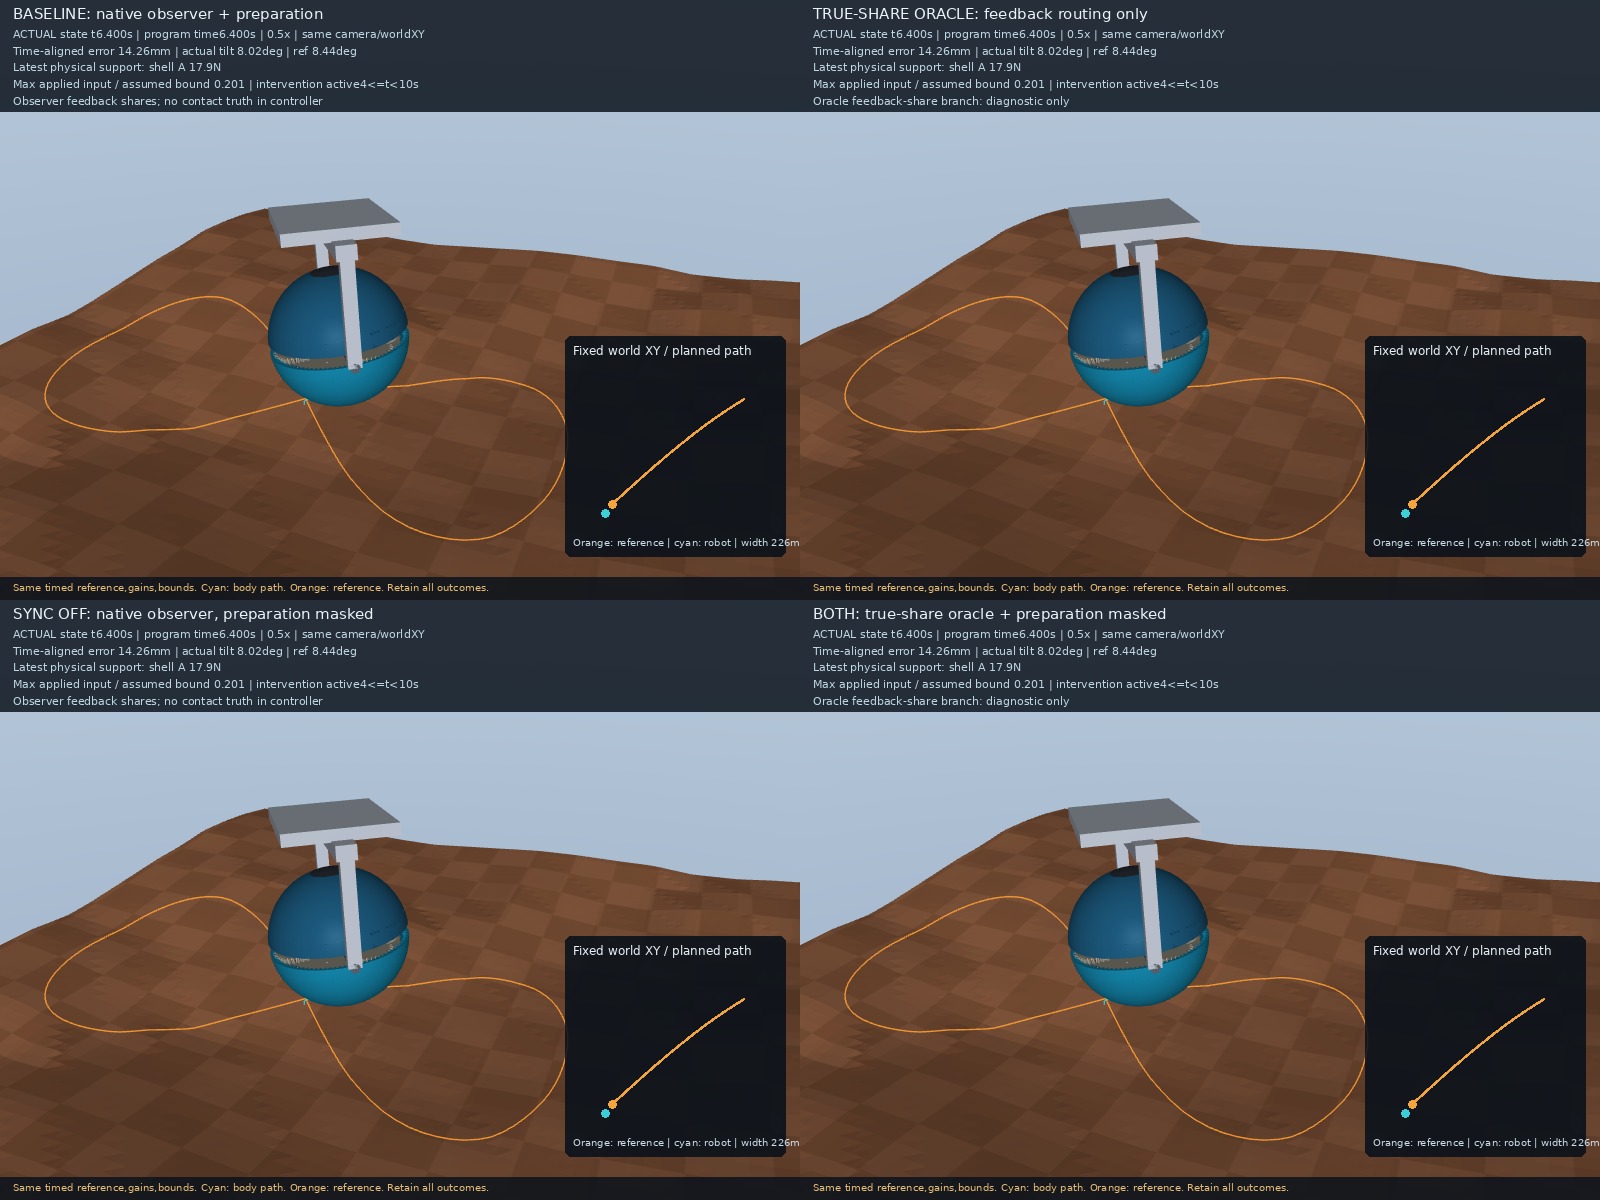 BASELINE: native observer + preparation
ACTUAL state t6.400s | program time6.400s | 0.5x | same camera/worldXY
Time-aligned error 14.26mm | actual tilt 8.02deg | ref 8.44deg
Latest physical support: shell A 17.9N
Max applied input / assumed bound 0.201 | intervention active4<=t<10s
Observer feedback shares; no contact truth in controller
Fixed world XY / planned path
Orange: reference | cyan: robot | width 226m
Same timed reference,gains,bounds. Cyan: body path. Orange: reference. Retain all outcomes.
TRUE-SHARE ORACLE: feedback routing only
ACTUAL state t6.400s | program time6.400s | 0.5x | same camera/worldXY
Time-aligned error 14.26mm | actual tilt 8.02deg | ref 8.44deg
Latest physical support: shell A 17.9N
Max applied input / assumed bound 0.201 | intervention active4<=t<10s
Oracle feedback-share branch: diagnostic only
Fixed world XY / planned path
Orange: reference | cyan: robot | width 226m
Same timed reference,gains,bounds. Cyan: body path. Orange: reference. Retain all outcomes.
SYNC OFF: native observer, preparation masked
ACTUAL state t6.400s | program time6.400s | 0.5x | same camera/worldXY
Time-aligned error 14.26mm | actual tilt 8.02deg | ref 8.44deg
Latest physical support: shell A 17.9N
Max applied input / assumed bound 0.201 | intervention active4<=t<10s
Observer feedback shares; no contact truth in controller
Fixed world XY / planned path
Orange: reference | cyan: robot | width 226m
Same timed reference,gains,bounds. Cyan: body path. Orange: reference. Retain all outcomes.
BOTH: true-share oracle + preparation masked
ACTUAL state t6.400s | program time6.400s | 0.5x | same camera/worldXY
Time-aligned error 14.26mm | actual tilt 8.02deg | ref 8.44deg
Latest physical support: shell A 17.9N
Max applied input / assumed bound 0.201 | intervention active4<=t<10s
Oracle feedback-share branch: diagnostic only
Fixed world XY / planned path
Orange: reference | cyan: robot | width 226m
Same timed reference,gains,bounds. Cyan: body path. Orange: reference. Retain all outcomes.